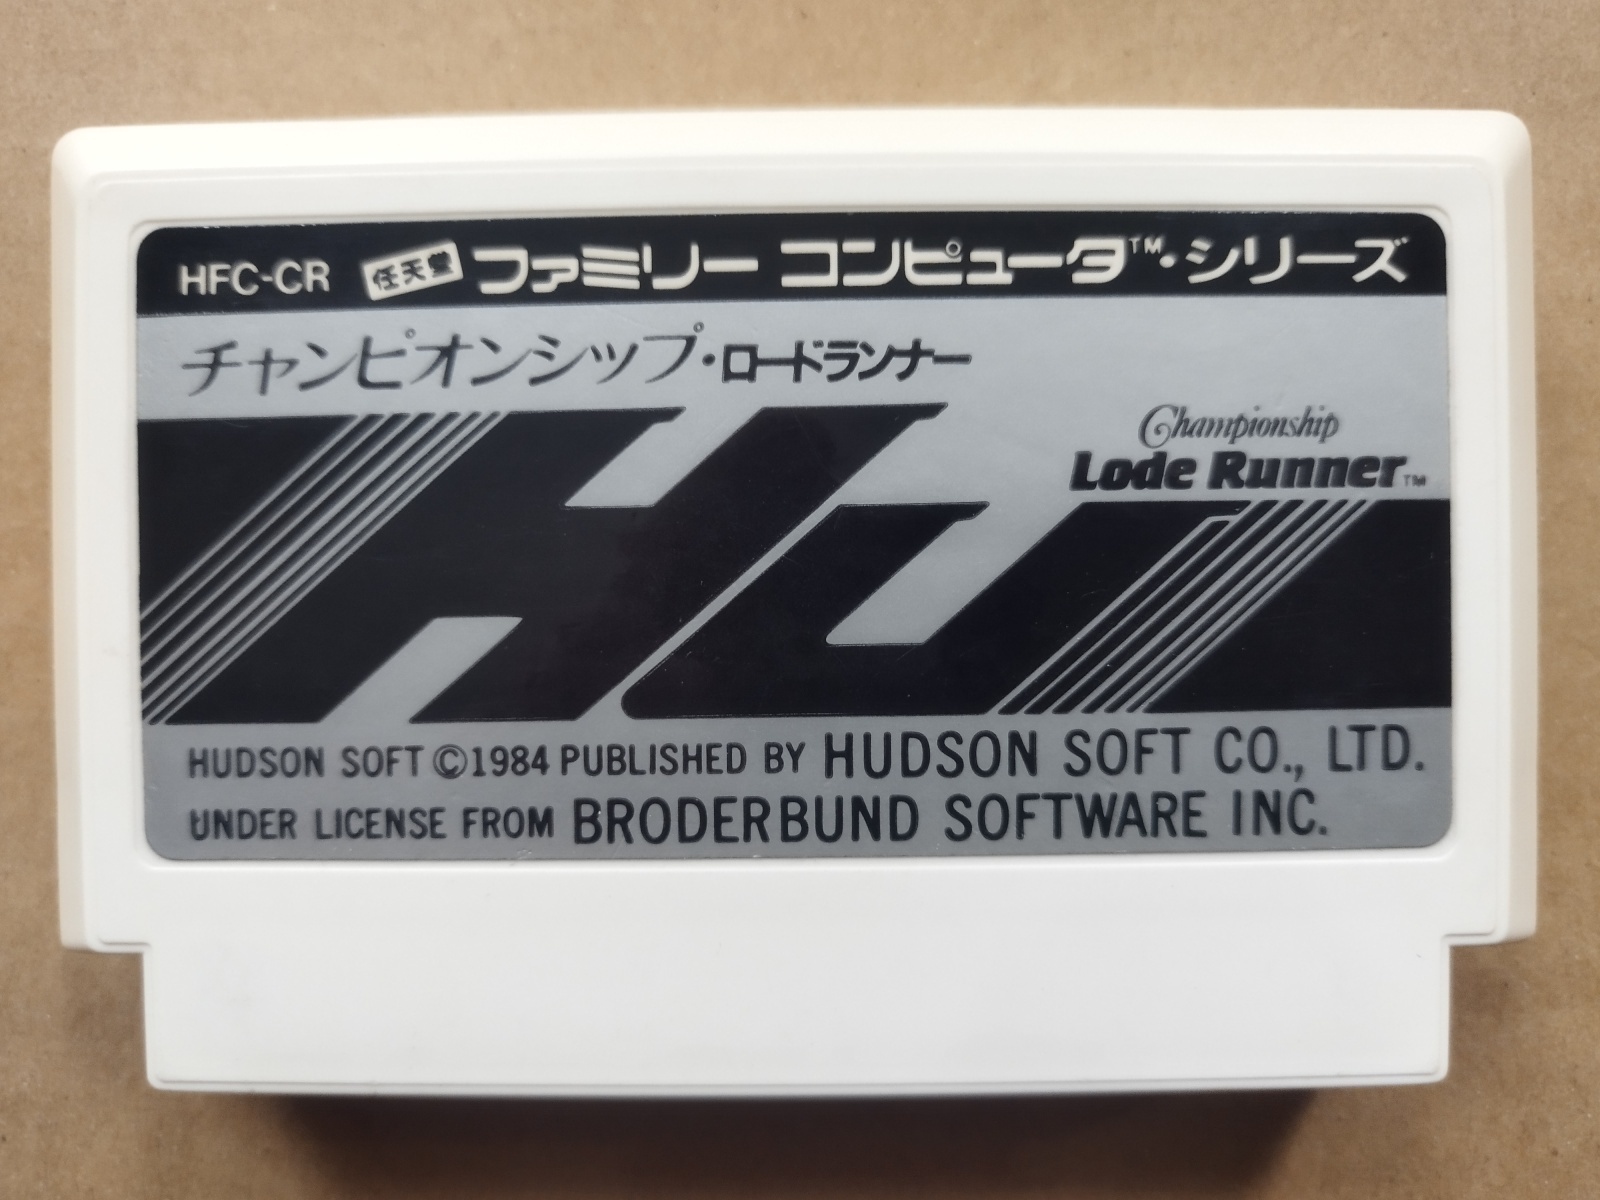 HFC-CR 任天堂 ファミリー コンピュータ™・シリーズ
チャンピオンシップ・ロードランナー
Championship
Lode Runner™
HU
HUDSON SOFT ©1984 PUBLISHED BY HUDSON SOFT CO., LTD.
UNDER LICENSE FROM BRODERBUND SOFTWARE INC.